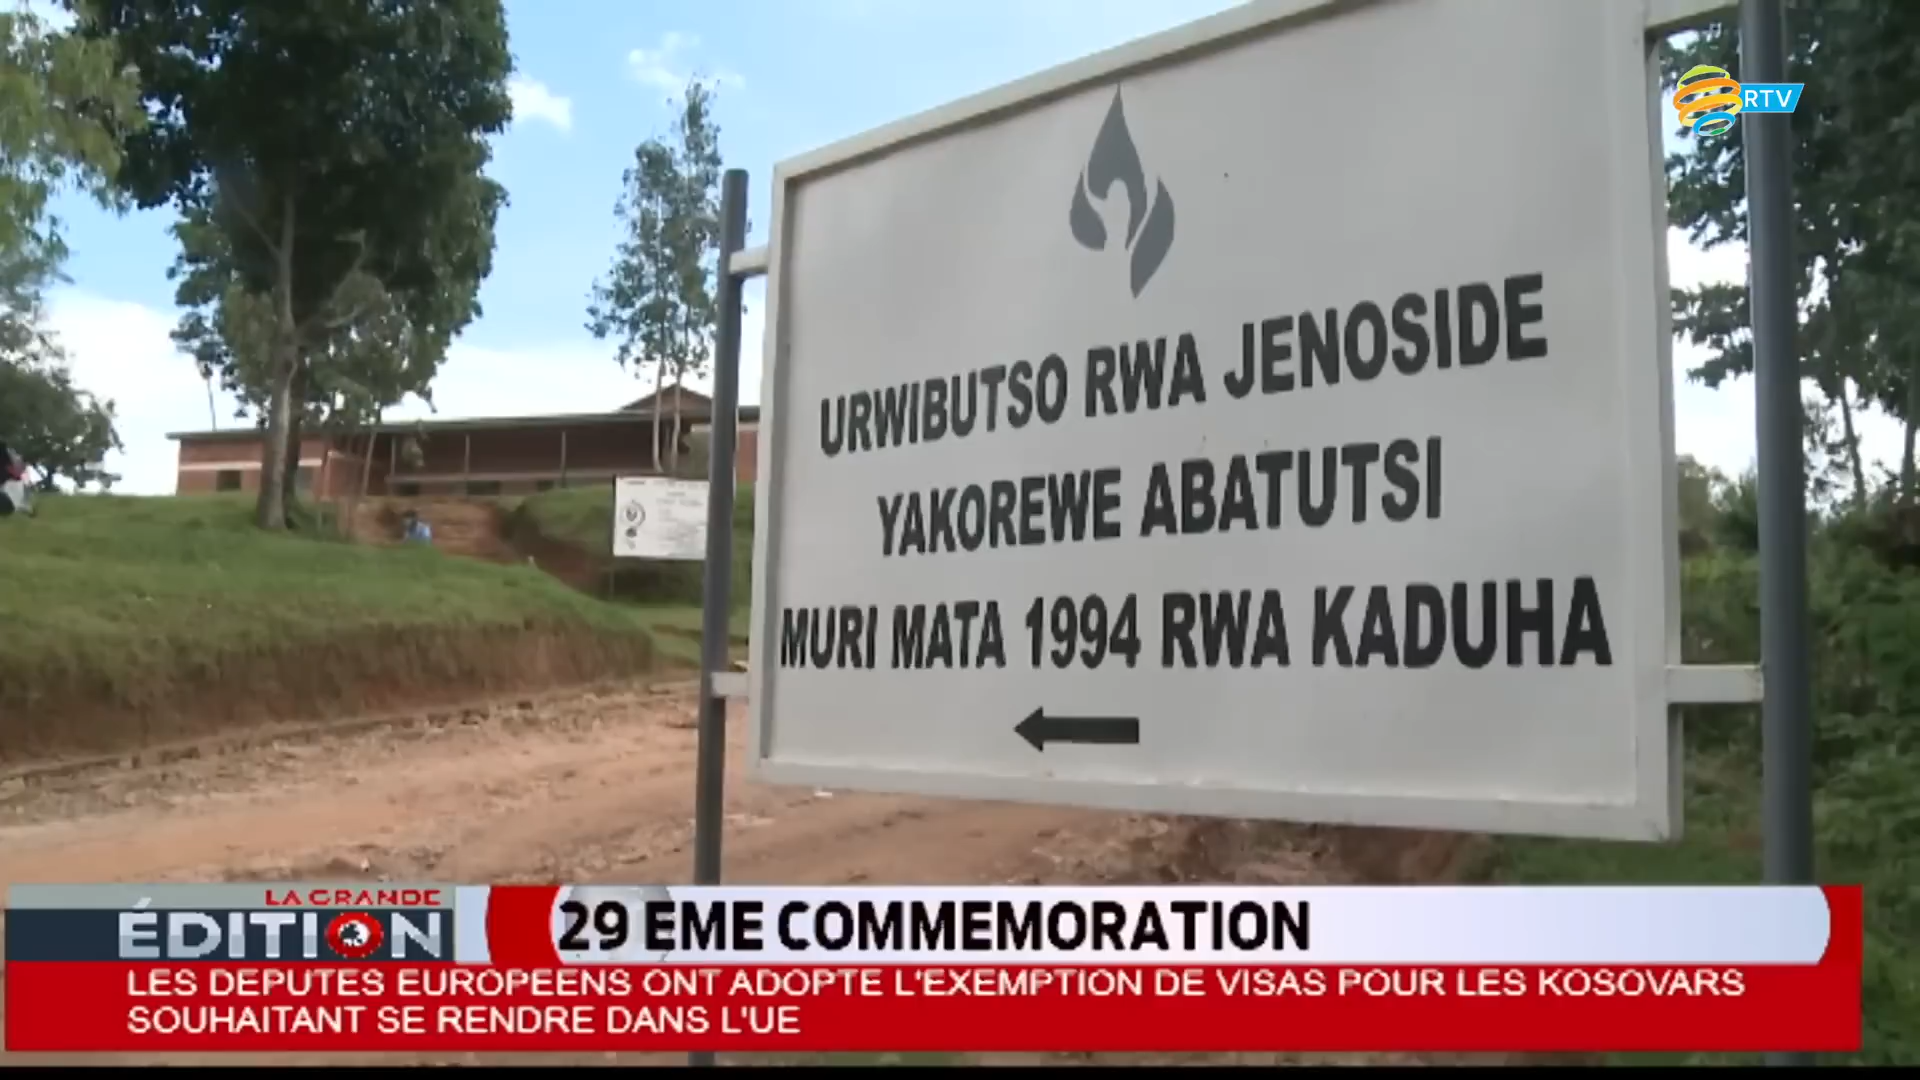 RTV
URWIBUTSO RWA JENOSIDE
YAKOREWE ABATUTSI
MURI MATA 1994 RWA KADUHA
LA GRANDE
ÉDITION
29 EME COMMEMORATION
LES DEPUTES EUROPEENS ONT ADOPTE L'EXEMPTION DE VISAS POUR LES KOSOVARS
SOUHAITANT SE RENDRE DANS L'UE